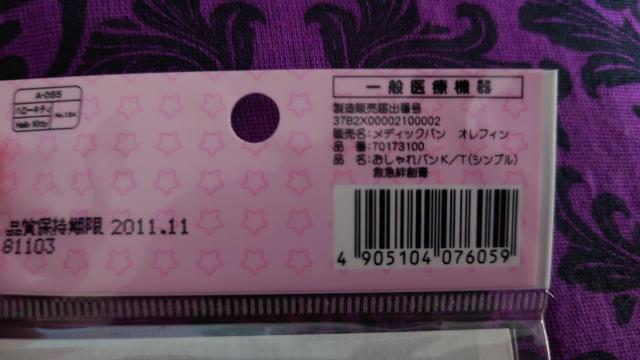 A-055
ハローキティ
Hello Kitty
No.124
一般医療機器
製造販売届出番号
37B2X00002100002
販売名:メディックバン オレフィン
品 番:70173100
品 名:おしゃれバンK/T(シンプル)
救急絆創膏
品質保持期限 2011.11
81103
4 905104 076059